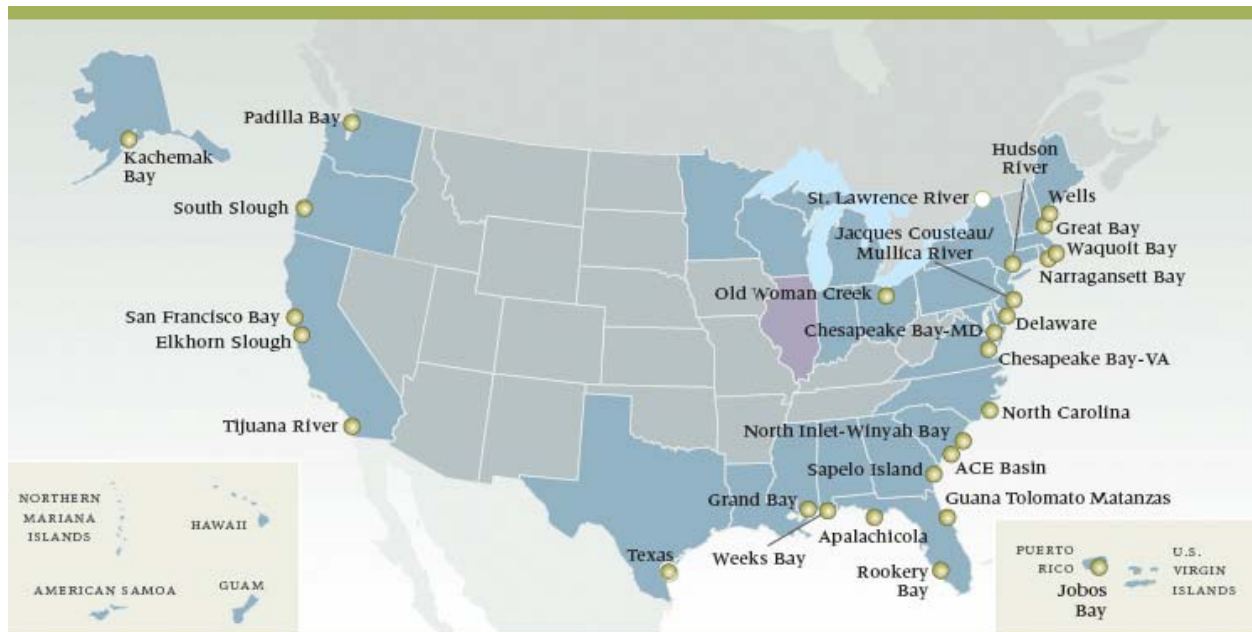 Padilla Bay
Kachemak
Bay
South Slough
San Francisco Bay
Elkhorn Slough
Tijuana River
Hudson
River
St. Lawrence River
Wells
Great Bay
Jacques Cousteau/
Mullica River
Waquoit Bay
Narragansett Bay
Old Woman Creek
Chesapeake Bay-MD
Delaware
Chesapeake Bay-VA
North Carolina
North Inlet-Winyah Bay
Sapelo Island
ACE Basin
Grand Bay
Guana Tolomato Matanzas
Apalachicola
Weeks Bay
Texas
Rookery
Bay
NORTHERN
MARIANA
ISLANDS
HAWAII
AMERICAN SAMOA
GUAM
PUERTO
RICO
Jobos
Bay
U.S.
VIRGIN
ISLANDS